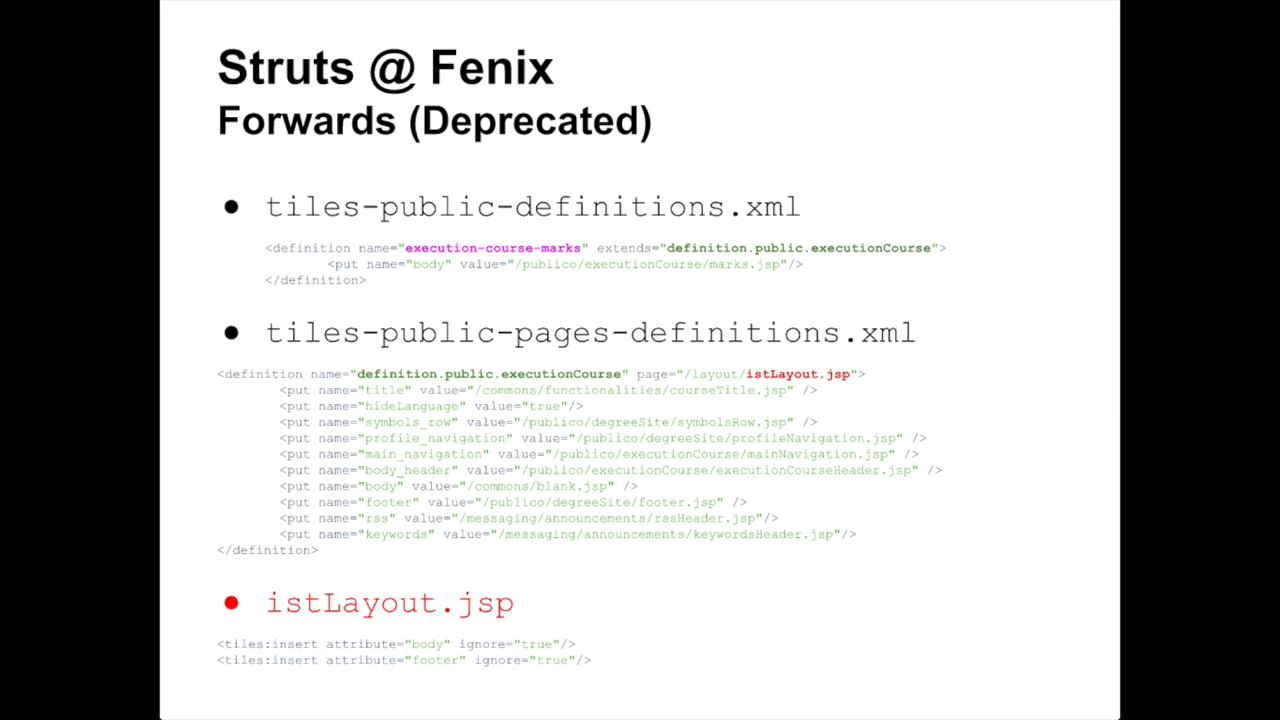 Struts @ Fenix
Forwards (Deprecated)
● tiles-public-definitions.xml
<definition name="execution-course-marks" extends="definition.public.executionCourse">
<put name="body" value="/publico/executionCourse/marks.jsp"/>
</definition>
● tiles-public-pages-definitions.xml
<definition name="definition.public.executionCourse" page="/layout/istLayout.jsp">
<put name="title" value="/commons/functionalities/courseTitle.jsp" />
<put name="hideLanguage" value="true"/>
<put name="symbols_row" value="/publico/degreeSite/symbolsRow.jsp" />
<put name="profile_navigation" value="/publico/degreeSite/profileNavigation.jsp" />
<put name="main_navigation" value="/publico/executionCourse/mainNavigation.jsp" />
<put name="body_header" value="/publico/executionCourse/executionCourseHeader.jsp" />
<put name="body" value="/commons/blank.jsp" />
<put name="footer" value="/publico/degreeSite/footer.jsp" />
<put name="rss" value="/messaging/announcements/rssHeader.jsp"/>
<put name="keywords" value="/messaging/announcements/keywordsHeader.jsp"/>
</definition>
● istLayout.jsp
<tiles:insert attribute="body" ignore="true"/>
<tiles:insert attribute="footer" ignore="true"/>